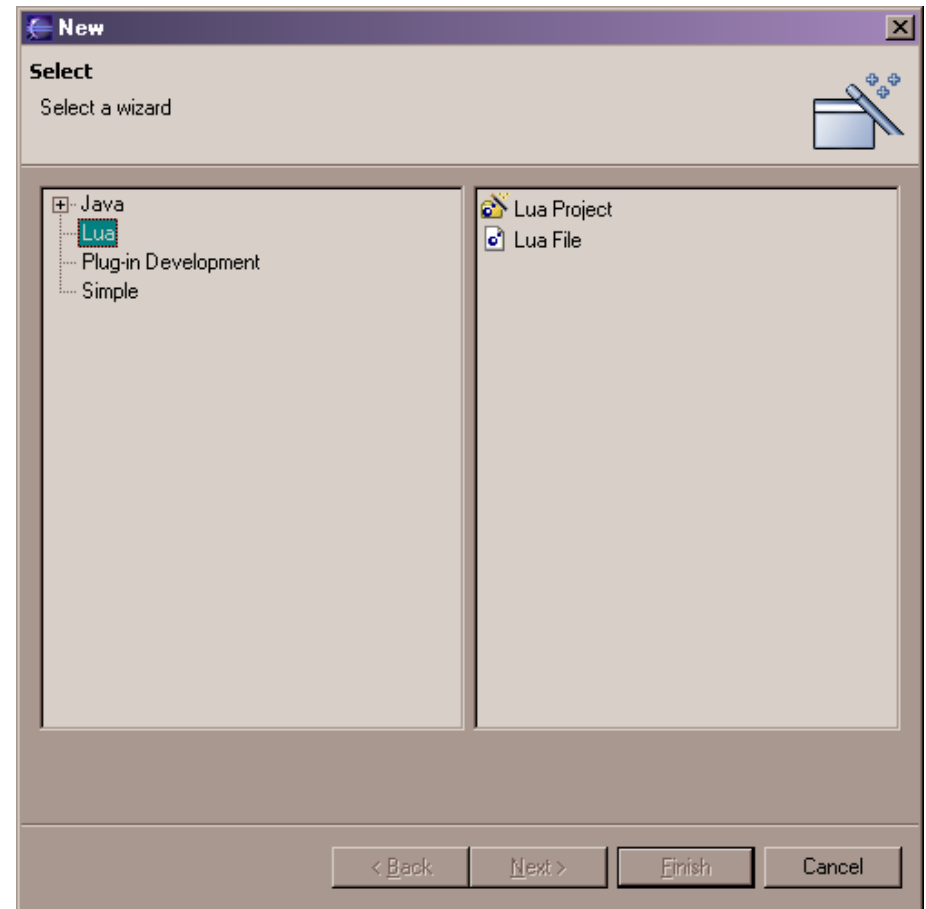 New
Select
Select a wizard
Java
Lua
Plug-in Development
Simple
Lua Project
Lua File
< Back
Next >
Finish
Cancel